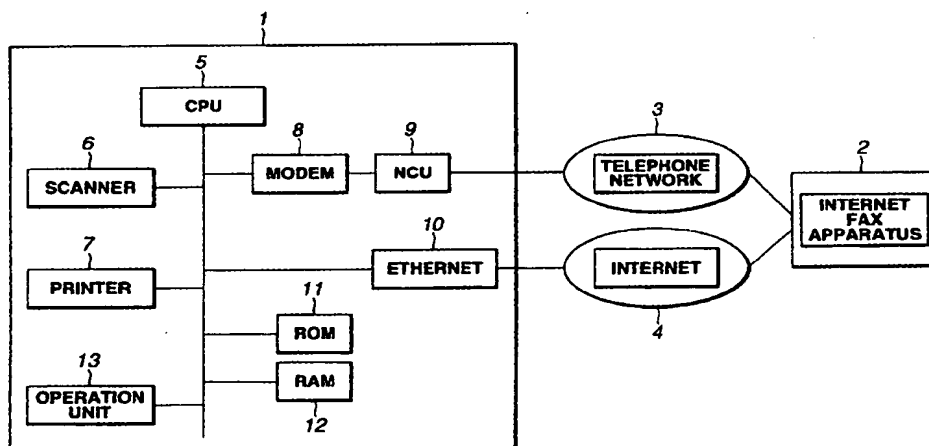 1
5
CPU
6
SCANNER
8
MODEM
9
NCU
3
TELEPHONE
NETWORK
2
INTERNET
FAX
APPARATUS
7
PRINTER
10
ETHERNET
INTERNET
4
11
ROM
13
OPERATION
UNIT
RAM
12